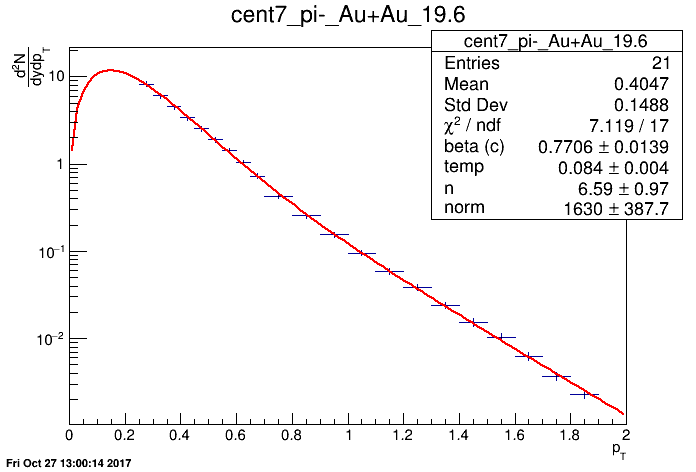 cent7_pi-_Au+Au_19.6
d²N
dydp_T
cent7_pi-_Au+Au_19.6
Entries 21
Mean 0.4047
Std Dev 0.1488
χ² / ndf 7.119 / 17
beta (c) 0.7706 ± 0.0139
temp 0.084 ± 0.004
n 6.59 ± 0.97
norm 1630 ± 387.7
10
1
10⁻¹
10⁻²
0 0.2 0.4 0.6 0.8 1 1.2 1.4 1.6 1.8 2
p_T
Fri Oct 27 13:00:14 2017